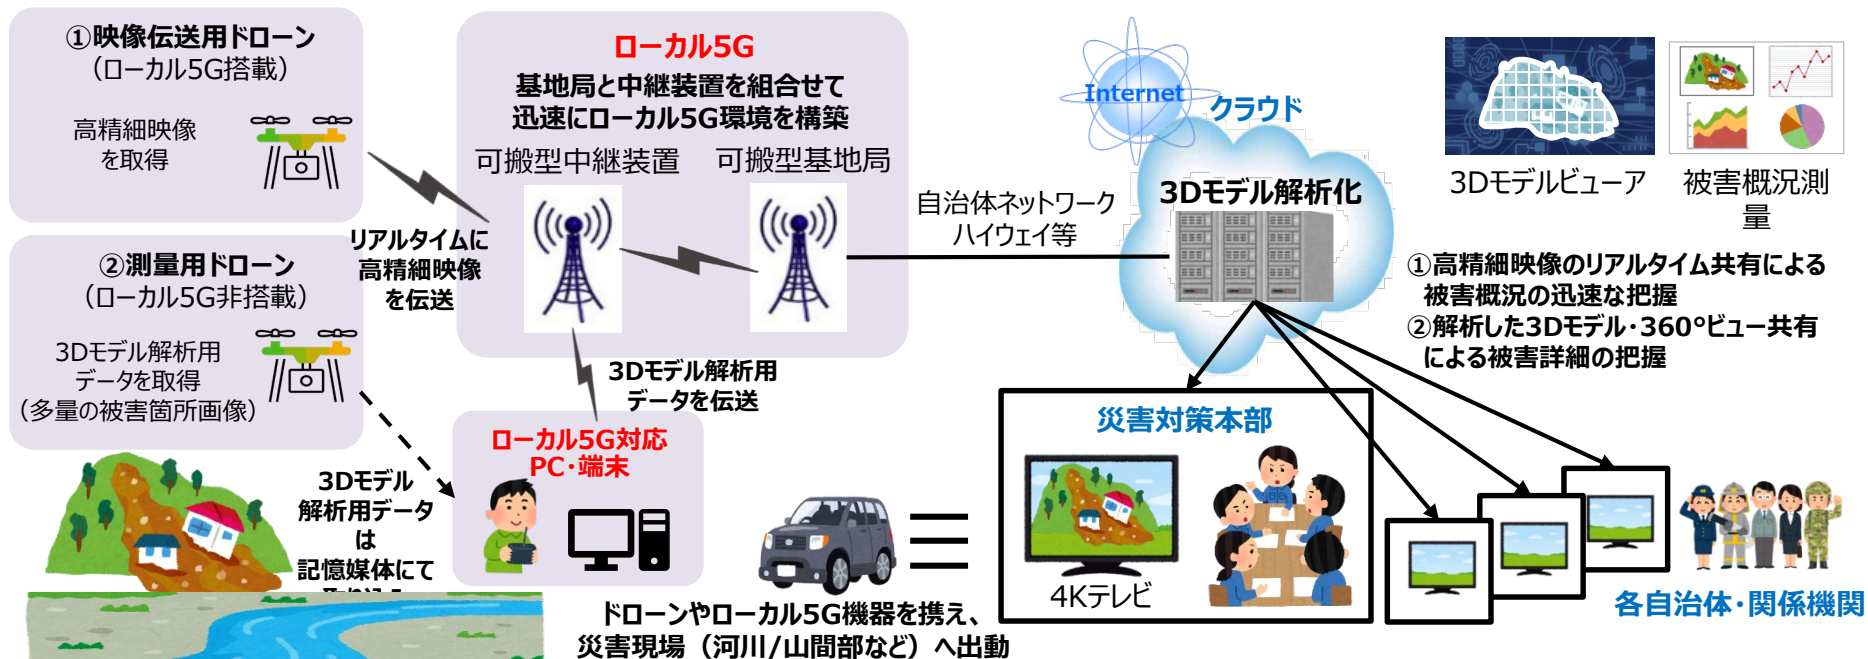 ①映像伝送用ドローン
（ローカル5G搭載）
高精細映像
を取得
②測量用ドローン
（ローカル5G非搭載）
3Dモデル解析用
データを取得
（多量の被害箇所画像）
リアルタイムに
高精細映像
を伝送
ローカル5G
基地局と中継装置を組合せて
迅速にローカル5G環境を構築
可搬型中継装置
可搬型基地局
3Dモデル解析用
データを伝送
ローカル5G対応
PC・端末
3Dモデル
解析用データ
は
記憶媒体にて
ドローンやローカル5G機器を携え、
災害現場（河川/山間部など）へ出動
自治体ネットワーク
ハイウェイ等
Internet
クラウド
3Dモデル解析化
3Dモデルビューア
被害概況測
量
①高精細映像のリアルタイム共有による
被害概況の迅速な把握
②解析した3Dモデル・360°ビュー共有
による被害詳細の把握
災害対策本部
4Kテレビ
各自治体・関係機関